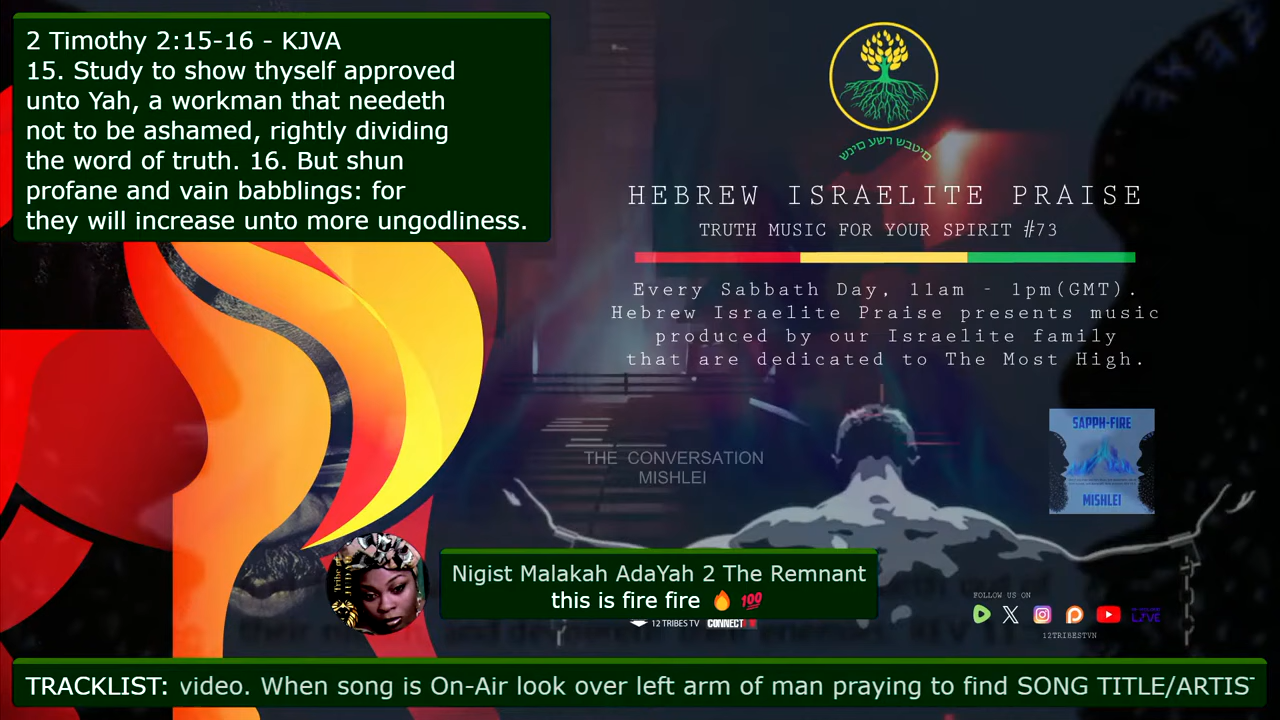 2 Timothy 2:15-16 - KJVA
15. Study to show thyself approved
unto Yah, a workman that needeth
not to be ashamed, rightly dividing
the word of truth. 16. But shun
profane and vain babblings: for
they will increase unto more ungodliness.
שנים עשר שבטים
HEBREW ISRAELITE PRAISE
TRUTH MUSIC FOR YOUR SPIRIT #73
Every Sabbath Day, 11am - 1pm(GMT).
Hebrew Israelite Praise presents music
produced by our Israelite family
that are dedicated to The Most High.
THE CONVERSATION
MISHLEI
SAPPH-FIRE
MISHLEI
Nigist Malakah AdaYah 2 The Remnant
this is fire fire 🔥 💯
12 TRIBES TV CONNECT
FOLLOW US ON
12TRIBESTVN
TRACKLIST: video. When song is On-Air look over left arm of man praying to find SONG TITLE/ARTIS